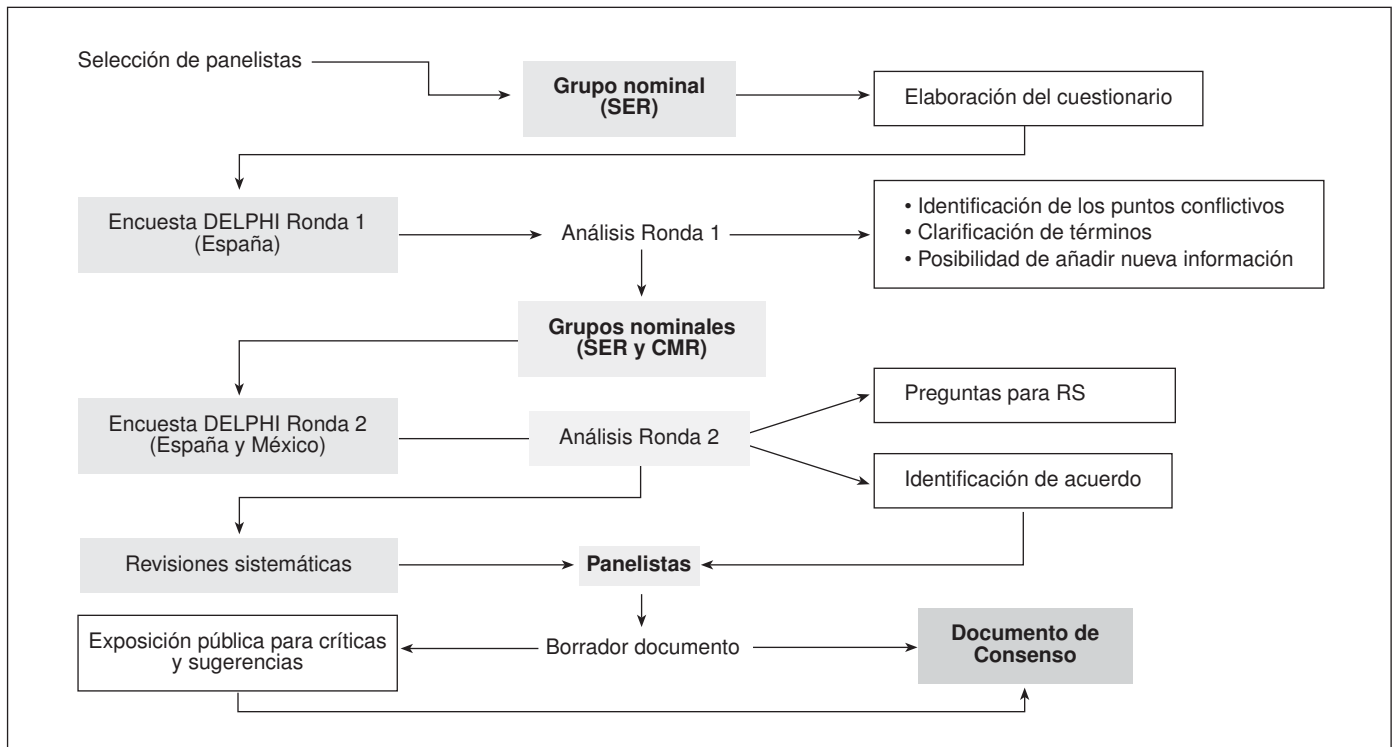 Selección de panelistas
Grupo nominal
(SER)
Elaboración del cuestionario
Encuesta DELPHI Ronda 1
(España)
Análisis Ronda 1
• Identificación de los puntos conflictivos
• Clarificación de términos
• Posibilidad de añadir nueva información
Grupos nominales
(SER y CMR)
Encuesta DELPHI Ronda 2
(España y México)
Análisis Ronda 2
Preguntas para RS
Identificación de acuerdo
Revisiones sistemáticas
Panelistas
Exposición pública para críticas
y sugerencias
Borrador documento
Documento de
Consenso